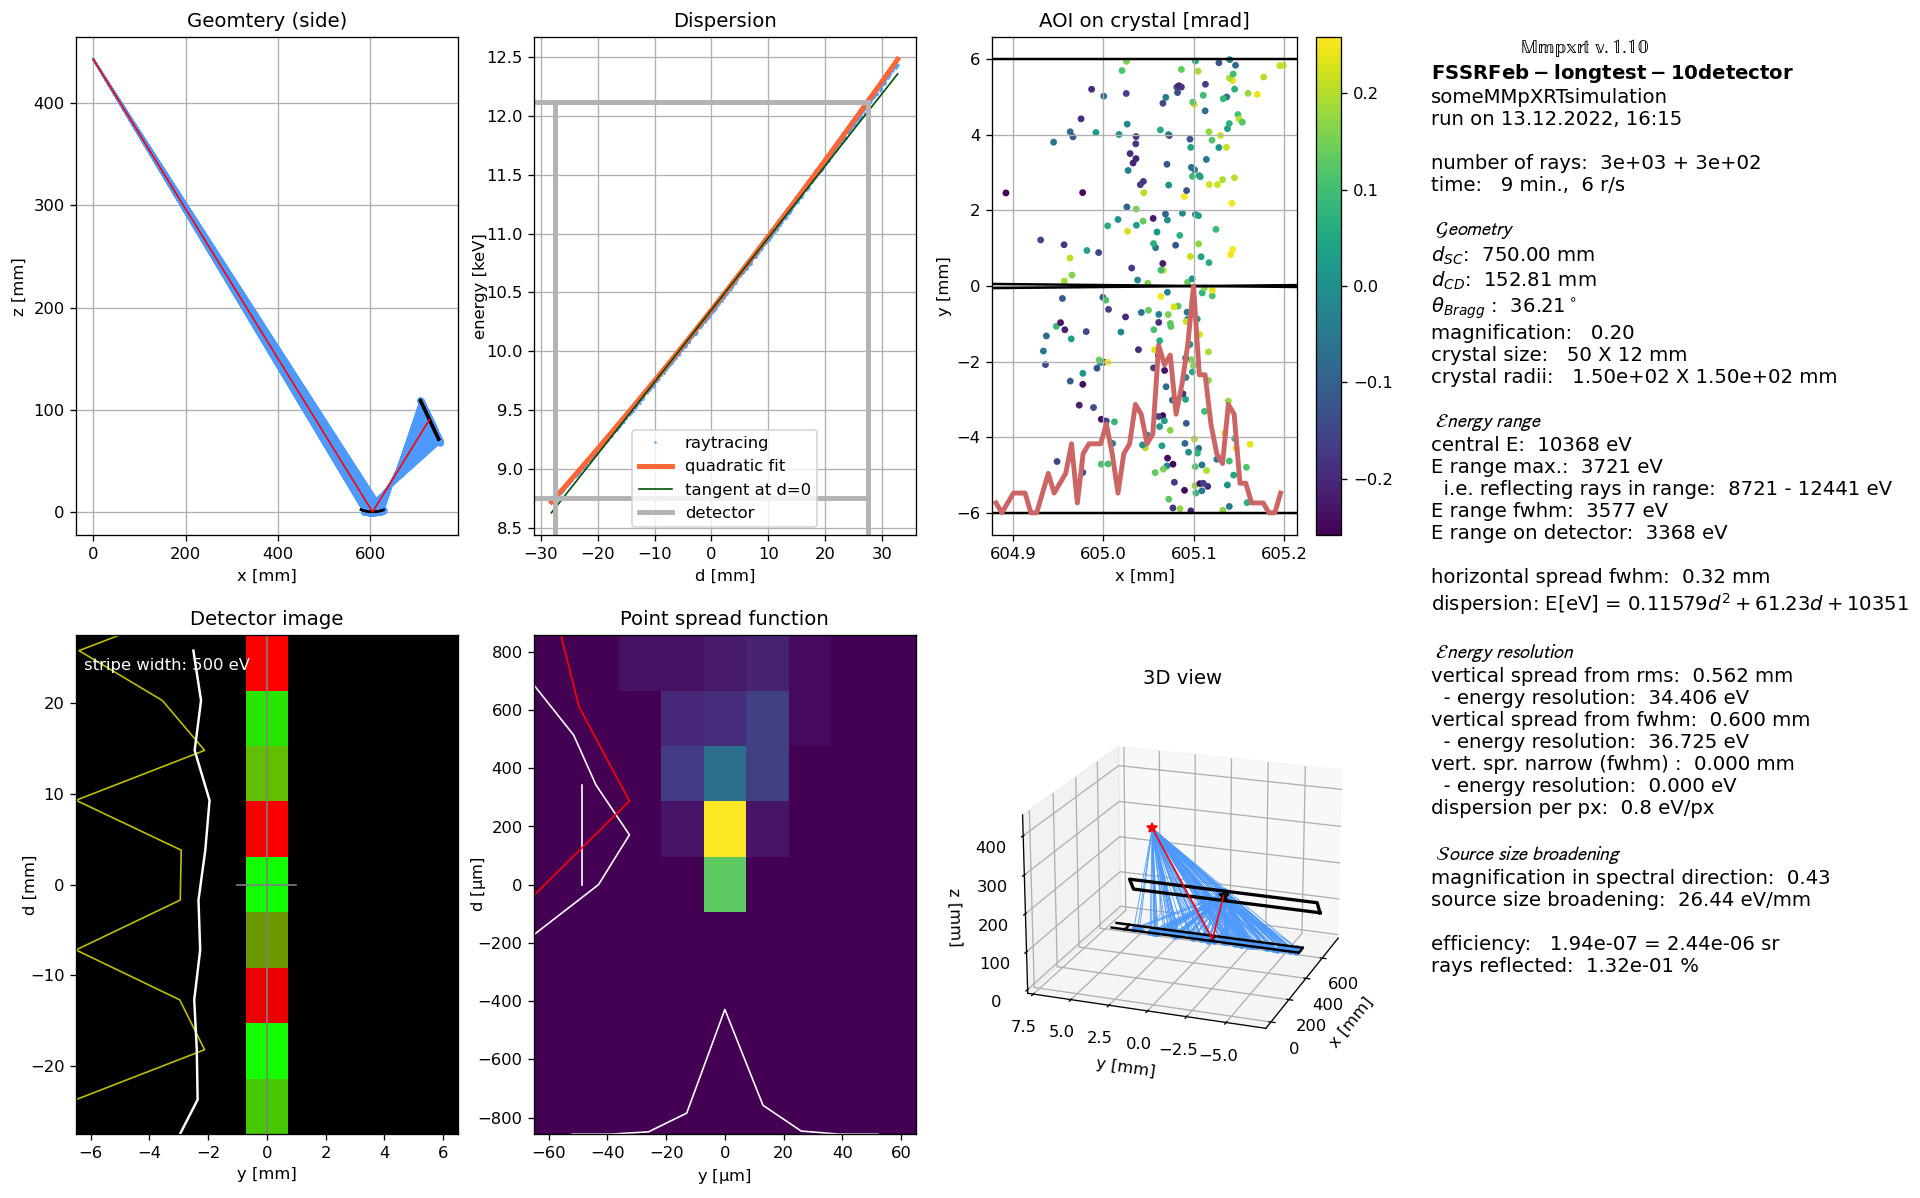 Geomtery (side)
z [mm]
400
300
200
100
0
0
200
400
600
x [mm]
Dispersion
energy [keV]
12.5
12.0
11.5
11.0
10.5
10.0
9.5
9.0
8.5
raytracing
quadratic fit
tangent at d=0
detector
−30
−20
−10
0
10
20
30
d [mm]
AOI on crystal [mrad]
y [mm]
6
4
2
0
−2
−4
−6
604.9
605.0
605.1
605.2
x [mm]
0.2
0.1
0.0
−0.1
−0.2
Mmpxrt v. 1.10
FSSRFeb − longtest − 10detector
someMMpXRTsimulation
run on 13.12.2022, 16:15
number of rays: 3e+03 + 3e+02
time: 9 min., 6 r/s
Geometry
d_SC: 750.00 mm
d_CD: 152.81 mm
θ_Bragg : 36.21°
magnification: 0.20
crystal size: 50 X 12 mm
crystal radii: 1.50e+02 X 1.50e+02 mm
Energy range
central E: 10368 eV
E range max.: 3721 eV
i.e. reflecting rays in range: 8721 - 12441 eV
E range fwhm: 3577 eV
E range on detector: 3368 eV
horizontal spread fwhm: 0.32 mm
dispersion: E[eV] = 0.11579d² + 61.23d + 10351
Energy resolution
vertical spread from rms: 0.562 mm
- energy resolution: 34.406 eV
vertical spread from fwhm: 0.600 mm
- energy resolution: 36.725 eV
vert. spr. narrow (fwhm) : 0.000 mm
- energy resolution: 0.000 eV
dispersion per px: 0.8 eV/px
Source size broadening
magnification in spectral direction: 0.43
source size broadening: 26.44 eV/mm
efficiency: 1.94e-07 = 2.44e-06 sr
rays reflected: 1.32e-01 %
Detector image
stripe width: 500 eV
d [mm]
20
10
0
−10
−20
−6
−4
−2
0
2
4
6
y [mm]
Point spread function
d [µm]
800
600
400
200
0
−200
−400
−600
−800
−60
−40
−20
0
20
40
60
y [µm]
3D view
z [mm]
400
300
200
100
0
7.5
5.0
2.5
0.0
−2.5
−5.0
y [mm]
600
400
200
0
x [mm]